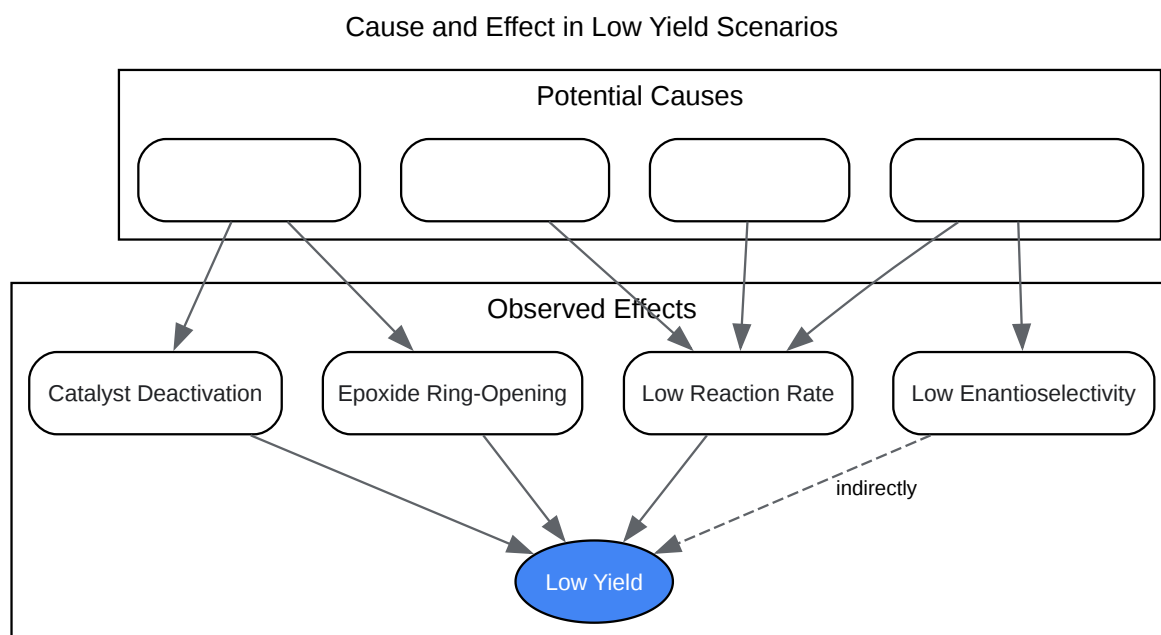 Cause and Effect in Low Yield Scenarios
Potential Causes
Observed Effects
Catalyst Deactivation
Epoxide Ring-Opening
Low Reaction Rate
Low Enantioselectivity
indirectly
Low Yield